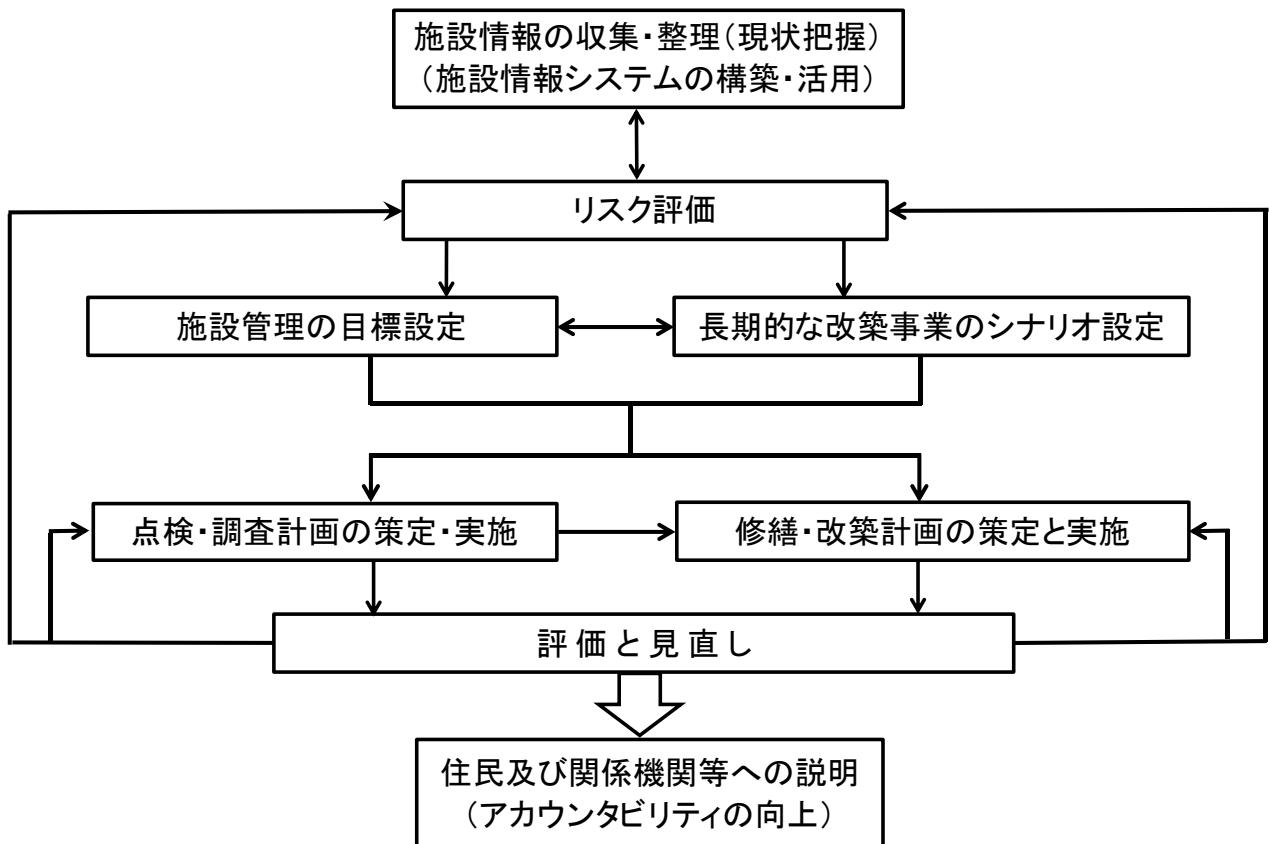 施設情報の収集・整理(現状把握)
(施設情報システムの構築・活用)
リスク評価
施設管理の目標設定
長期的な改築事業のシナリオ設定
点検・調査計画の策定・実施
修繕・改築計画の策定と実施
評価と見直し
住民及び関係機関等への説明
(アカウンタビリティの向上)